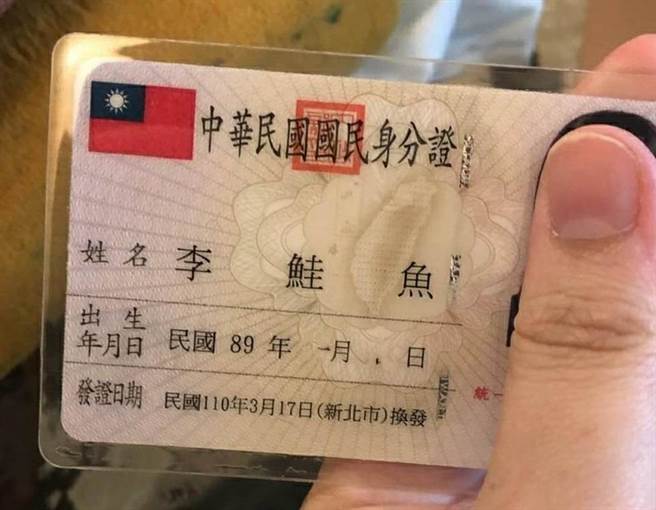 中華民國國民身分證
姓名 李鮭魚
出生
年月日 民國 89 年 月 日
發證日期 民國110年3月17日(新北市)換發
統一